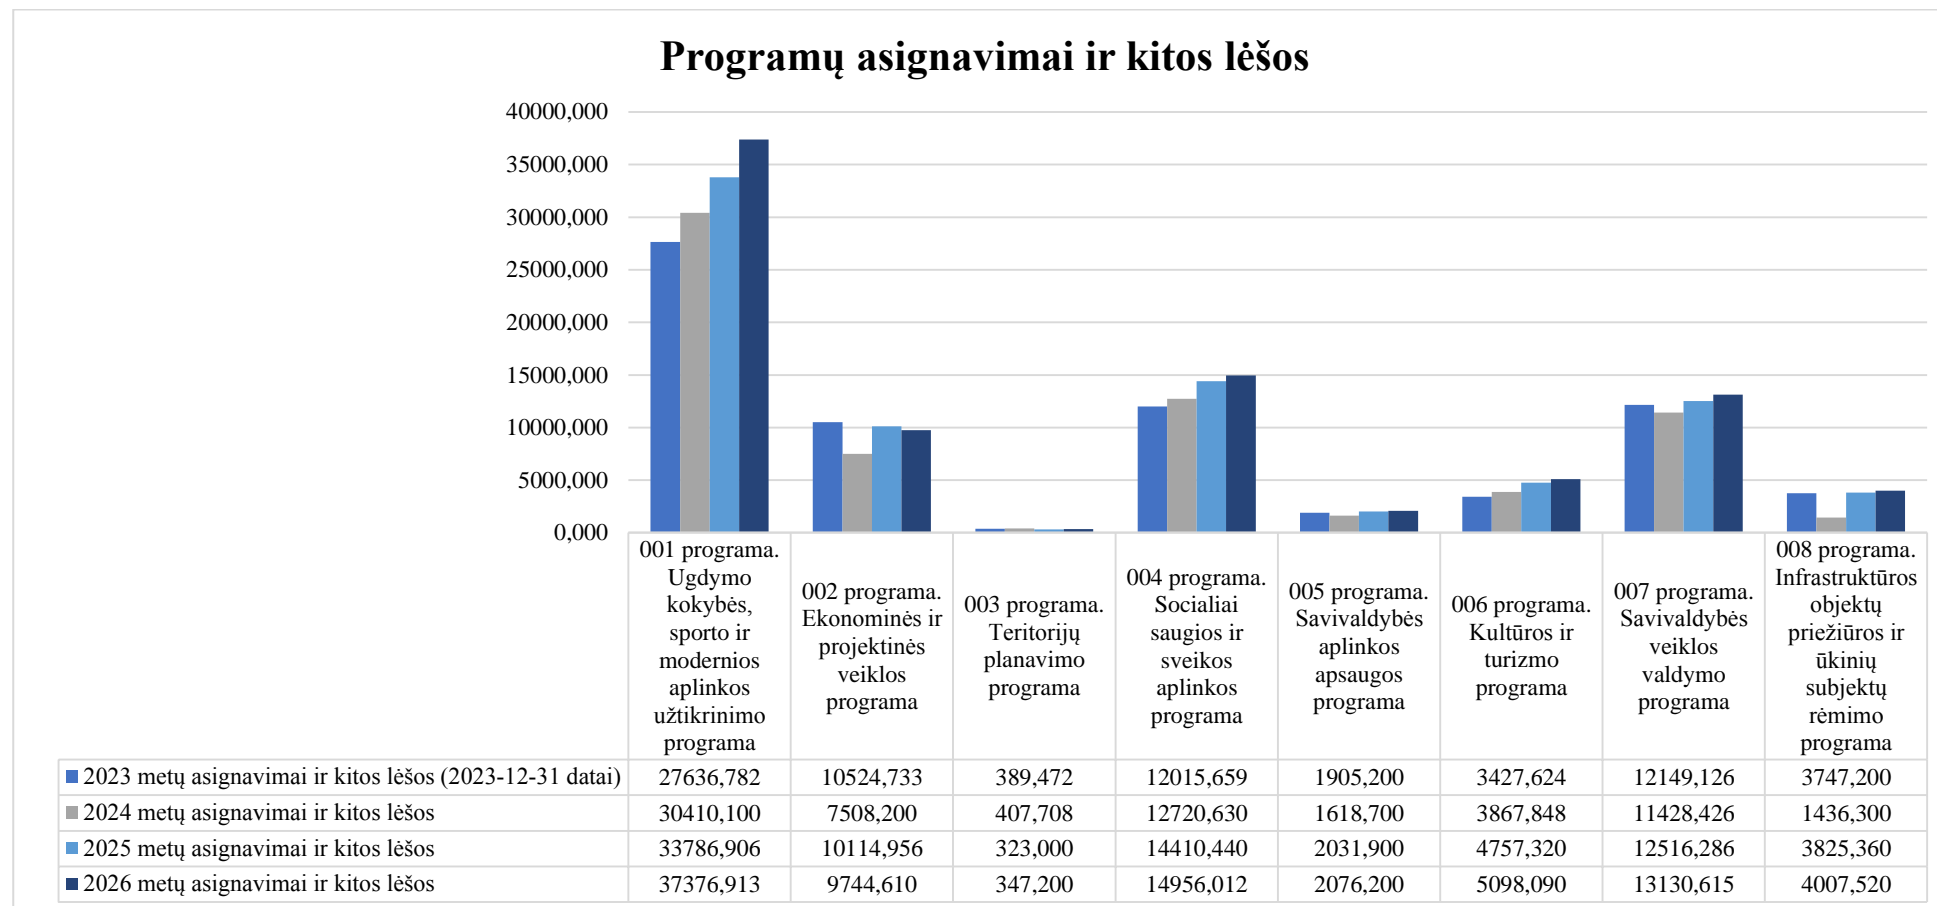 Programų asignavimai ir kitos lėšos
40000,000
35000,000
30000,000
25000,000
20000,000
15000,000
10000,000
5000,000
0,000
001 programa.
Ugdymo
kokybės,
sporto ir
modernios
aplinkos
užtikrinimo
programa
002 programa.
Ekonominės ir
projektinės
veiklos
programa
003 programa.
Teritorijų
planavimo
programa
004 programa.
Socialiai
saugios ir
sveikos
aplinkos
programa
005 programa.
Savivaldybės
aplinkos
apsaugos
programa
006 programa.
Kultūros ir
turizmo
programa
007 programa.
Savivaldybės
veiklos
valdymo
programa
008 programa.
Infrastruktūros
objektų
priežiūros ir
ūkinių
subjektų
rėmimo
programa
2023 metų asignavimai ir kitos lėšos (2023-12-31 datai) 27636,782 10524,733 389,472 12015,659 1905,200 3427,624 12149,126 3747,200
2024 metų asignavimai ir kitos lėšos 30410,100 7508,200 407,708 12720,630 1618,700 3867,848 11428,426 1436,300
2025 metų asignavimai ir kitos lėšos 33786,906 10114,956 323,000 14410,440 2031,900 4757,320 12516,286 3825,360
2026 metų asignavimai ir kitos lėšos 37376,913 9744,610 347,200 14956,012 2076,200 5098,090 13130,615 4007,520